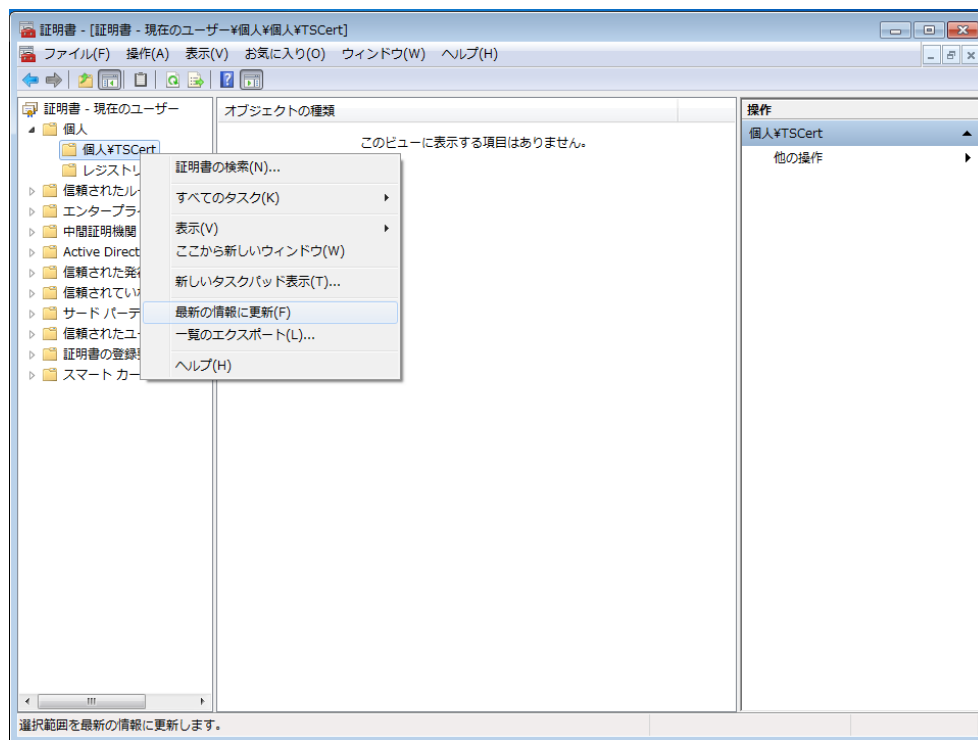 証明書 - [証明書 - 現在のユーザー¥個人¥個人¥TSCert]
ファイル(F) 操作(A) 表示(V) お気に入り(O) ウィンドウ(W) ヘルプ(H)
証明書 - 現在のユーザー
個人
個人¥TSCert
レジストリ
信頼されたル
エンタープラ
中間証明機関
Active Direct
信頼された発
信頼されてい
サード パーテ
信頼されたユ
証明書の登録
スマート カー
証明書の検索(N)...
すべてのタスク(K)
表示(V)
ここから新しいウィンドウ(W)
新しいタスクパッド表示(T)...
最新の情報に更新(F)
一覧のエクスポート(L)...
ヘルプ(H)
オブジェクトの種類
このビューに表示する項目はありません。
操作
個人¥TSCert
他の操作
選択範囲を最新の情報に更新します。